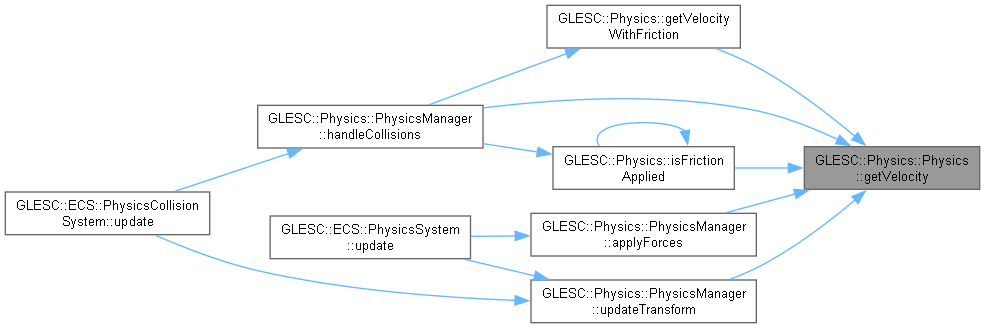 GLESC::Physics::getVelocity
WithFriction
GLESC::Physics::PhysicsManager
::handleCollisions
GLESC::Physics::isFriction
Applied
GLESC::Physics::Physics
::getVelocity
GLESC::ECS::PhysicsCollision
System::update
GLESC::ECS::PhysicsSystem
::update
GLESC::Physics::PhysicsManager
::applyForces
GLESC::Physics::PhysicsManager
::updateTransform